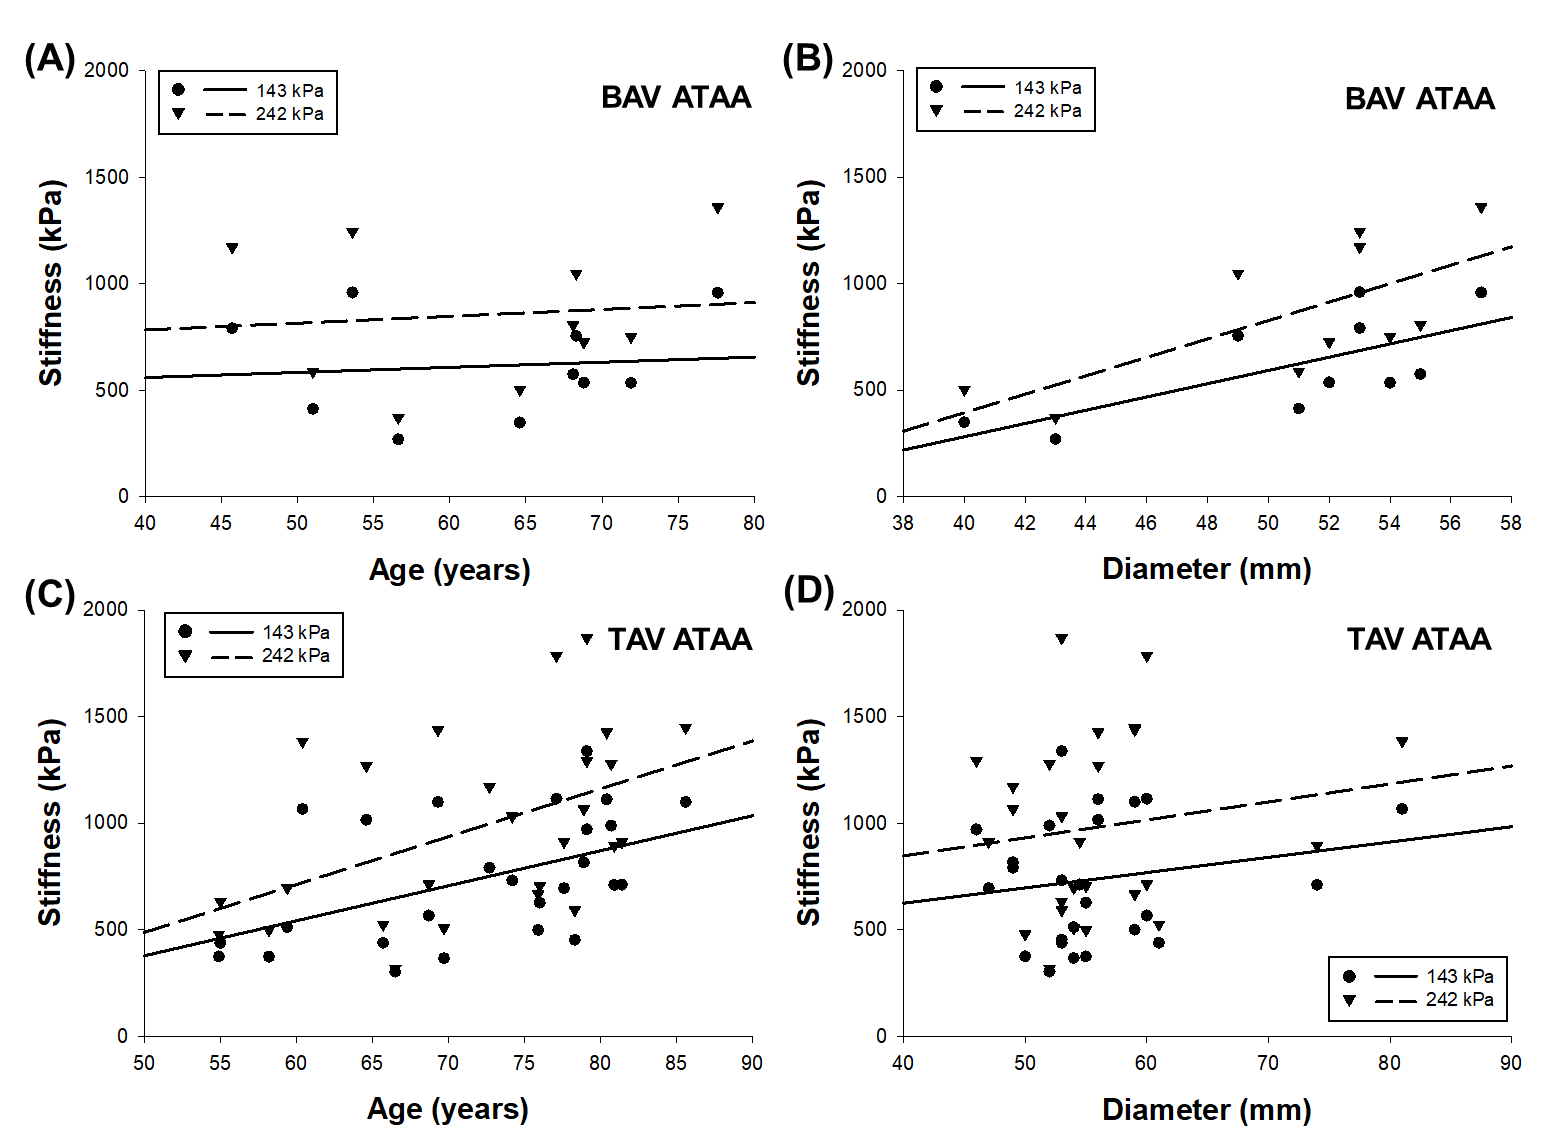 (A)
2000
1500
1000
500
0
Stiffness (kPa)
143 kPa
242 kPa
BAV ATAA
40 45 50 55 60 65 70 75 80
Age (years)
(B)
2000
1500
1000
500
0
Stiffness (kPa)
143 kPa
242 kPa
BAV ATAA
38 40 42 44 46 48 50 52 54 56 58
Diameter (mm)
(C)
2000
1500
1000
500
0
Stiffness (kPa)
143 kPa
242 kPa
TAV ATAA
50 55 60 65 70 75 80 85 90
Age (years)
(D)
2000
1500
1000
500
0
Stiffness (kPa)
TAV ATAA
143 kPa
242 kPa
40 50 60 70 80 90
Diameter (mm)